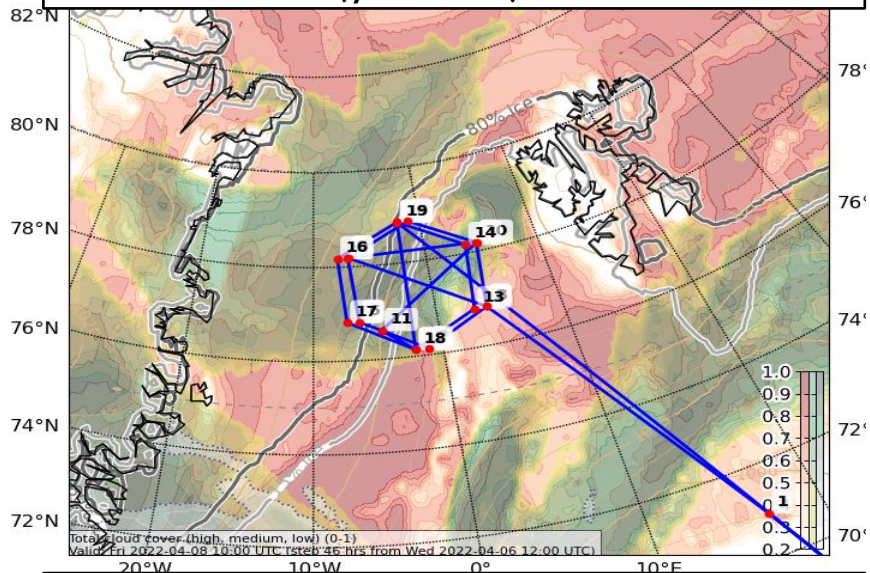 82°N
80°N
78°N
76°N
74°N
72°N
78°
76°
74°
72°
70°
80% Ice
19
14
16
13
17
11
18
1
1.0
0.9
0.8
0.7
0.6
0.5
0.4
0.3
0.2
Total cloud cover (high, medium, low) (0-1)
Valid: Fri 2022-04-08 10:00 UTC (step 46 hrs from Wed 2022-04-06 12:00 UTC)
20°W 10°W 0° 10°E